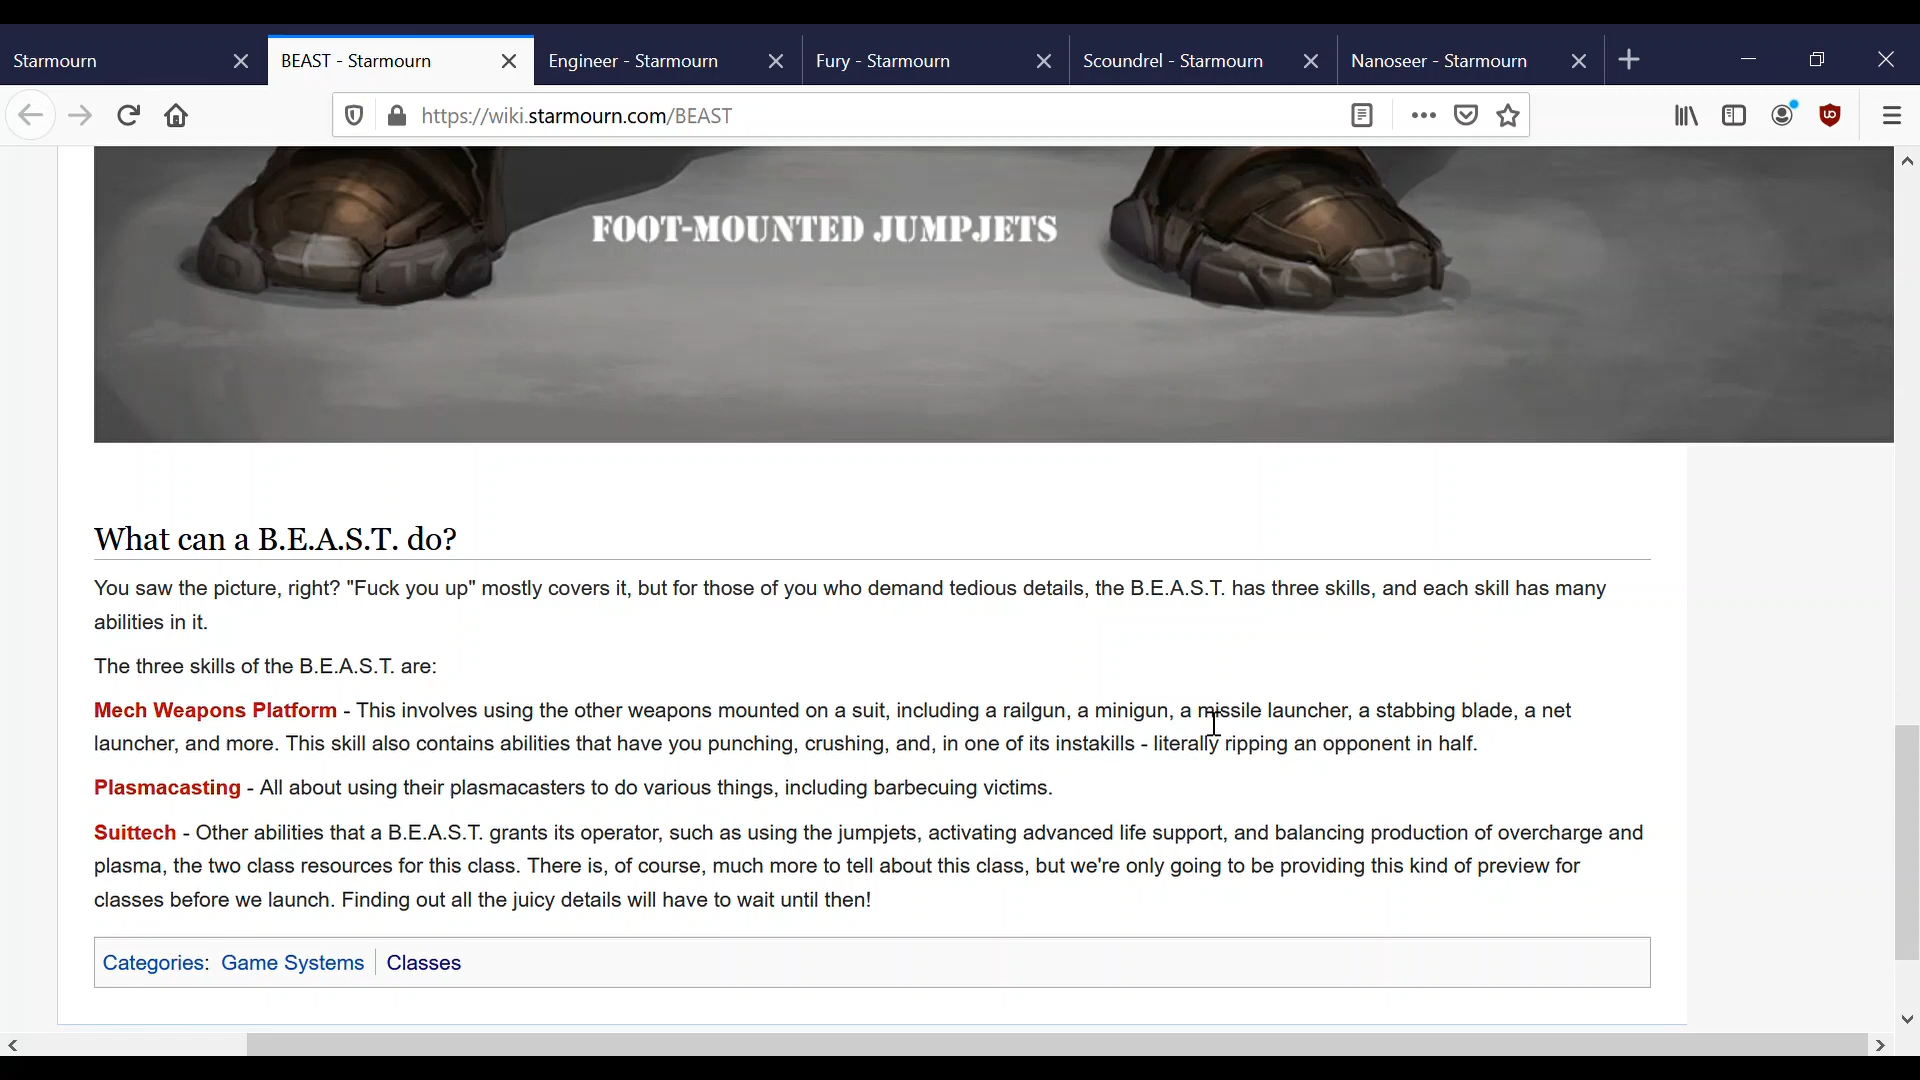 Starmourn
BEAST - Starmourn
Engineer - Starmourn
Fury - Starmourn
Scoundrel - Starmourn
Nanoseer - Starmourn
https://wiki.starmourn.com/BEAST
FOOT-MOUNTED JUMPJETS
What can a B.E.A.S.T. do?
You saw the picture, right? "Fuck you up" mostly covers it, but for those of you who demand tedious details, the B.E.A.S.T. has three skills, and each skill has many
abilities in it.
The three skills of the B.E.A.S.T. are:
Mech Weapons Platform - This involves using the other weapons mounted on a suit, including a railgun, a minigun, a missile launcher, a stabbing blade, a net
launcher, and more. This skill also contains abilities that have you punching, crushing, and, in one of its instakills - literally ripping an opponent in half.
Plasmacasting - All about using their plasmacasters to do various things, including barbecuing victims.
Suittech - Other abilities that a B.E.A.S.T. grants its operator, such as using the jumpjets, activating advanced life support, and balancing production of overcharge and
plasma, the two class resources for this class. There is, of course, much more to tell about this class, but we're only going to be providing this kind of preview for
classes before we launch. Finding out all the juicy details will have to wait until then!
Categories: Game Systems Classes